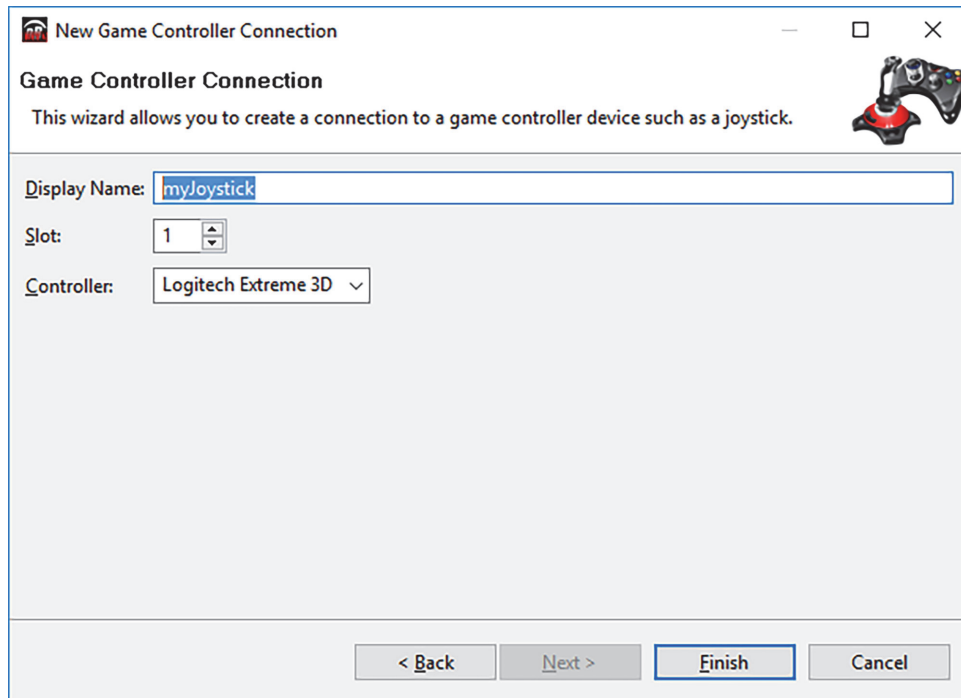 New Game Controller Connection
Game Controller Connection
This wizard allows you to create a connection to a game controller device such as a joystick.
Display Name: myJoystick
Slot: 1
Controller: Logitech Extreme 3D
< Back Next > Finish Cancel